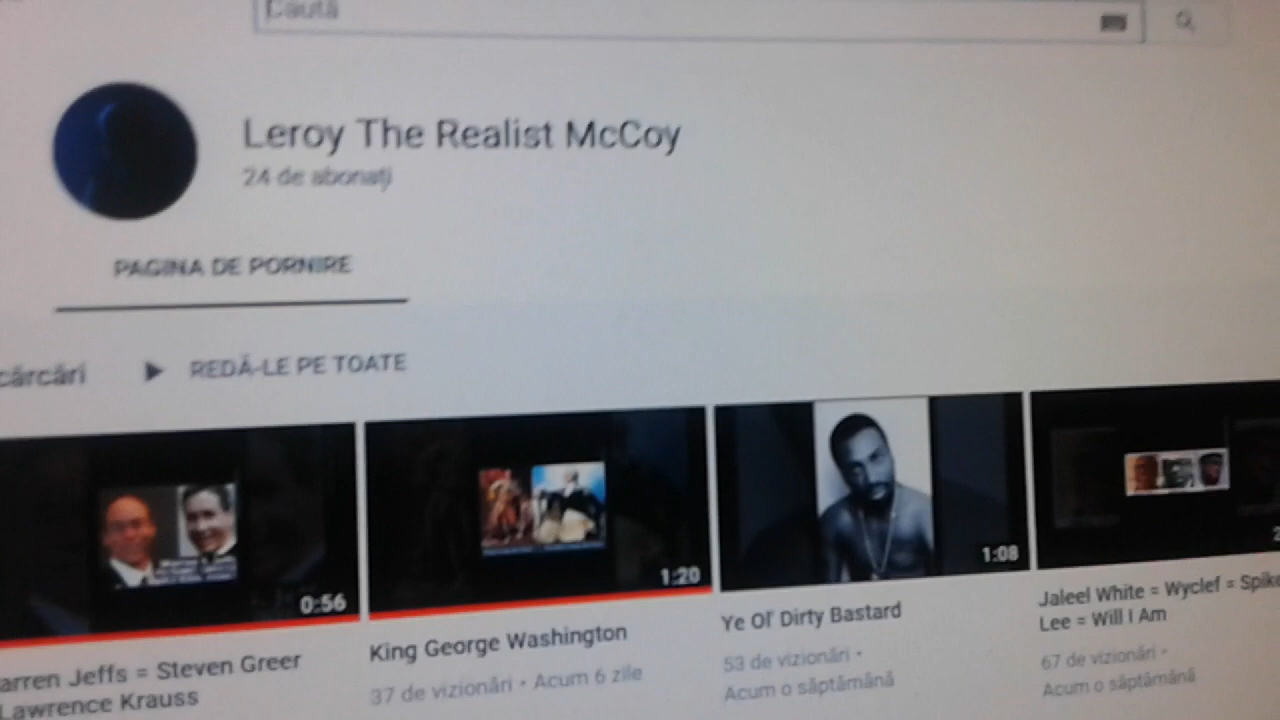 Caută
Leroy The Realist McCoy
24 de abonați
PAGINA DE PORNIRE
cărcări
REDĂ-LE PE TOATE
0:56
1:20
1:08
2
arren Jeffs = Steven Greer
Lawrence Krauss
King George Washington
37 de vizionări • Acum 6 zile
Ye Ol' Dirty Bastard
53 de vizionări •
Acum o săptămână
Jaleel White = Wyclef = Spike
Lee = Will I Am
67 de vizionări •
Acum o săptămână